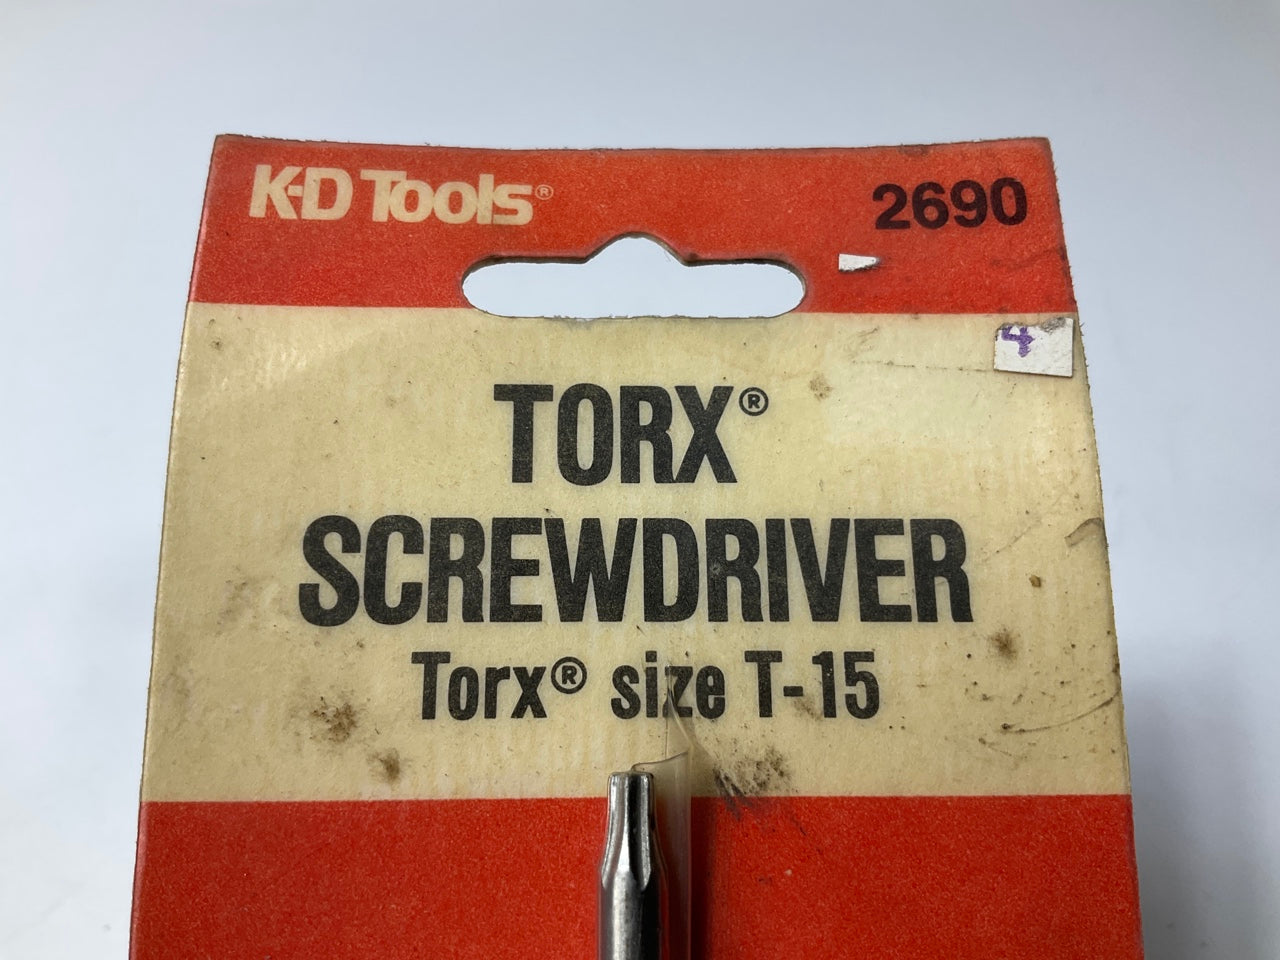 K-D Tools® 2690
4
TORX®
SCREWDRIVER
Torx® size T-15